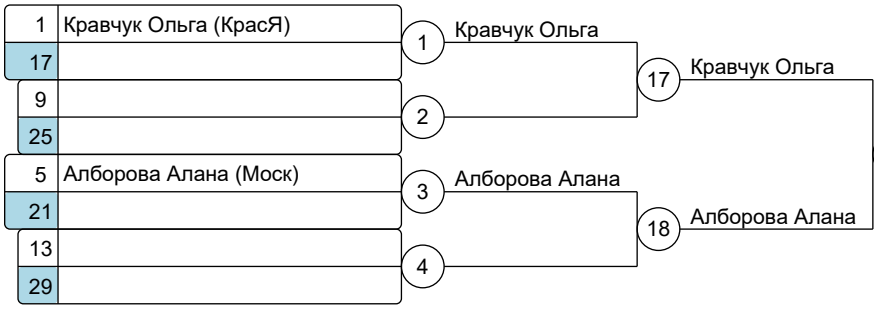 1 Кравчук Ольга (КрасЯ)
17
1 Кравчук Ольга
9
25
2
17 Кравчук Ольга
5 Алборова Алана (Моск)
21
3 Алборова Алана
13
29
4
18 Алборова Алана